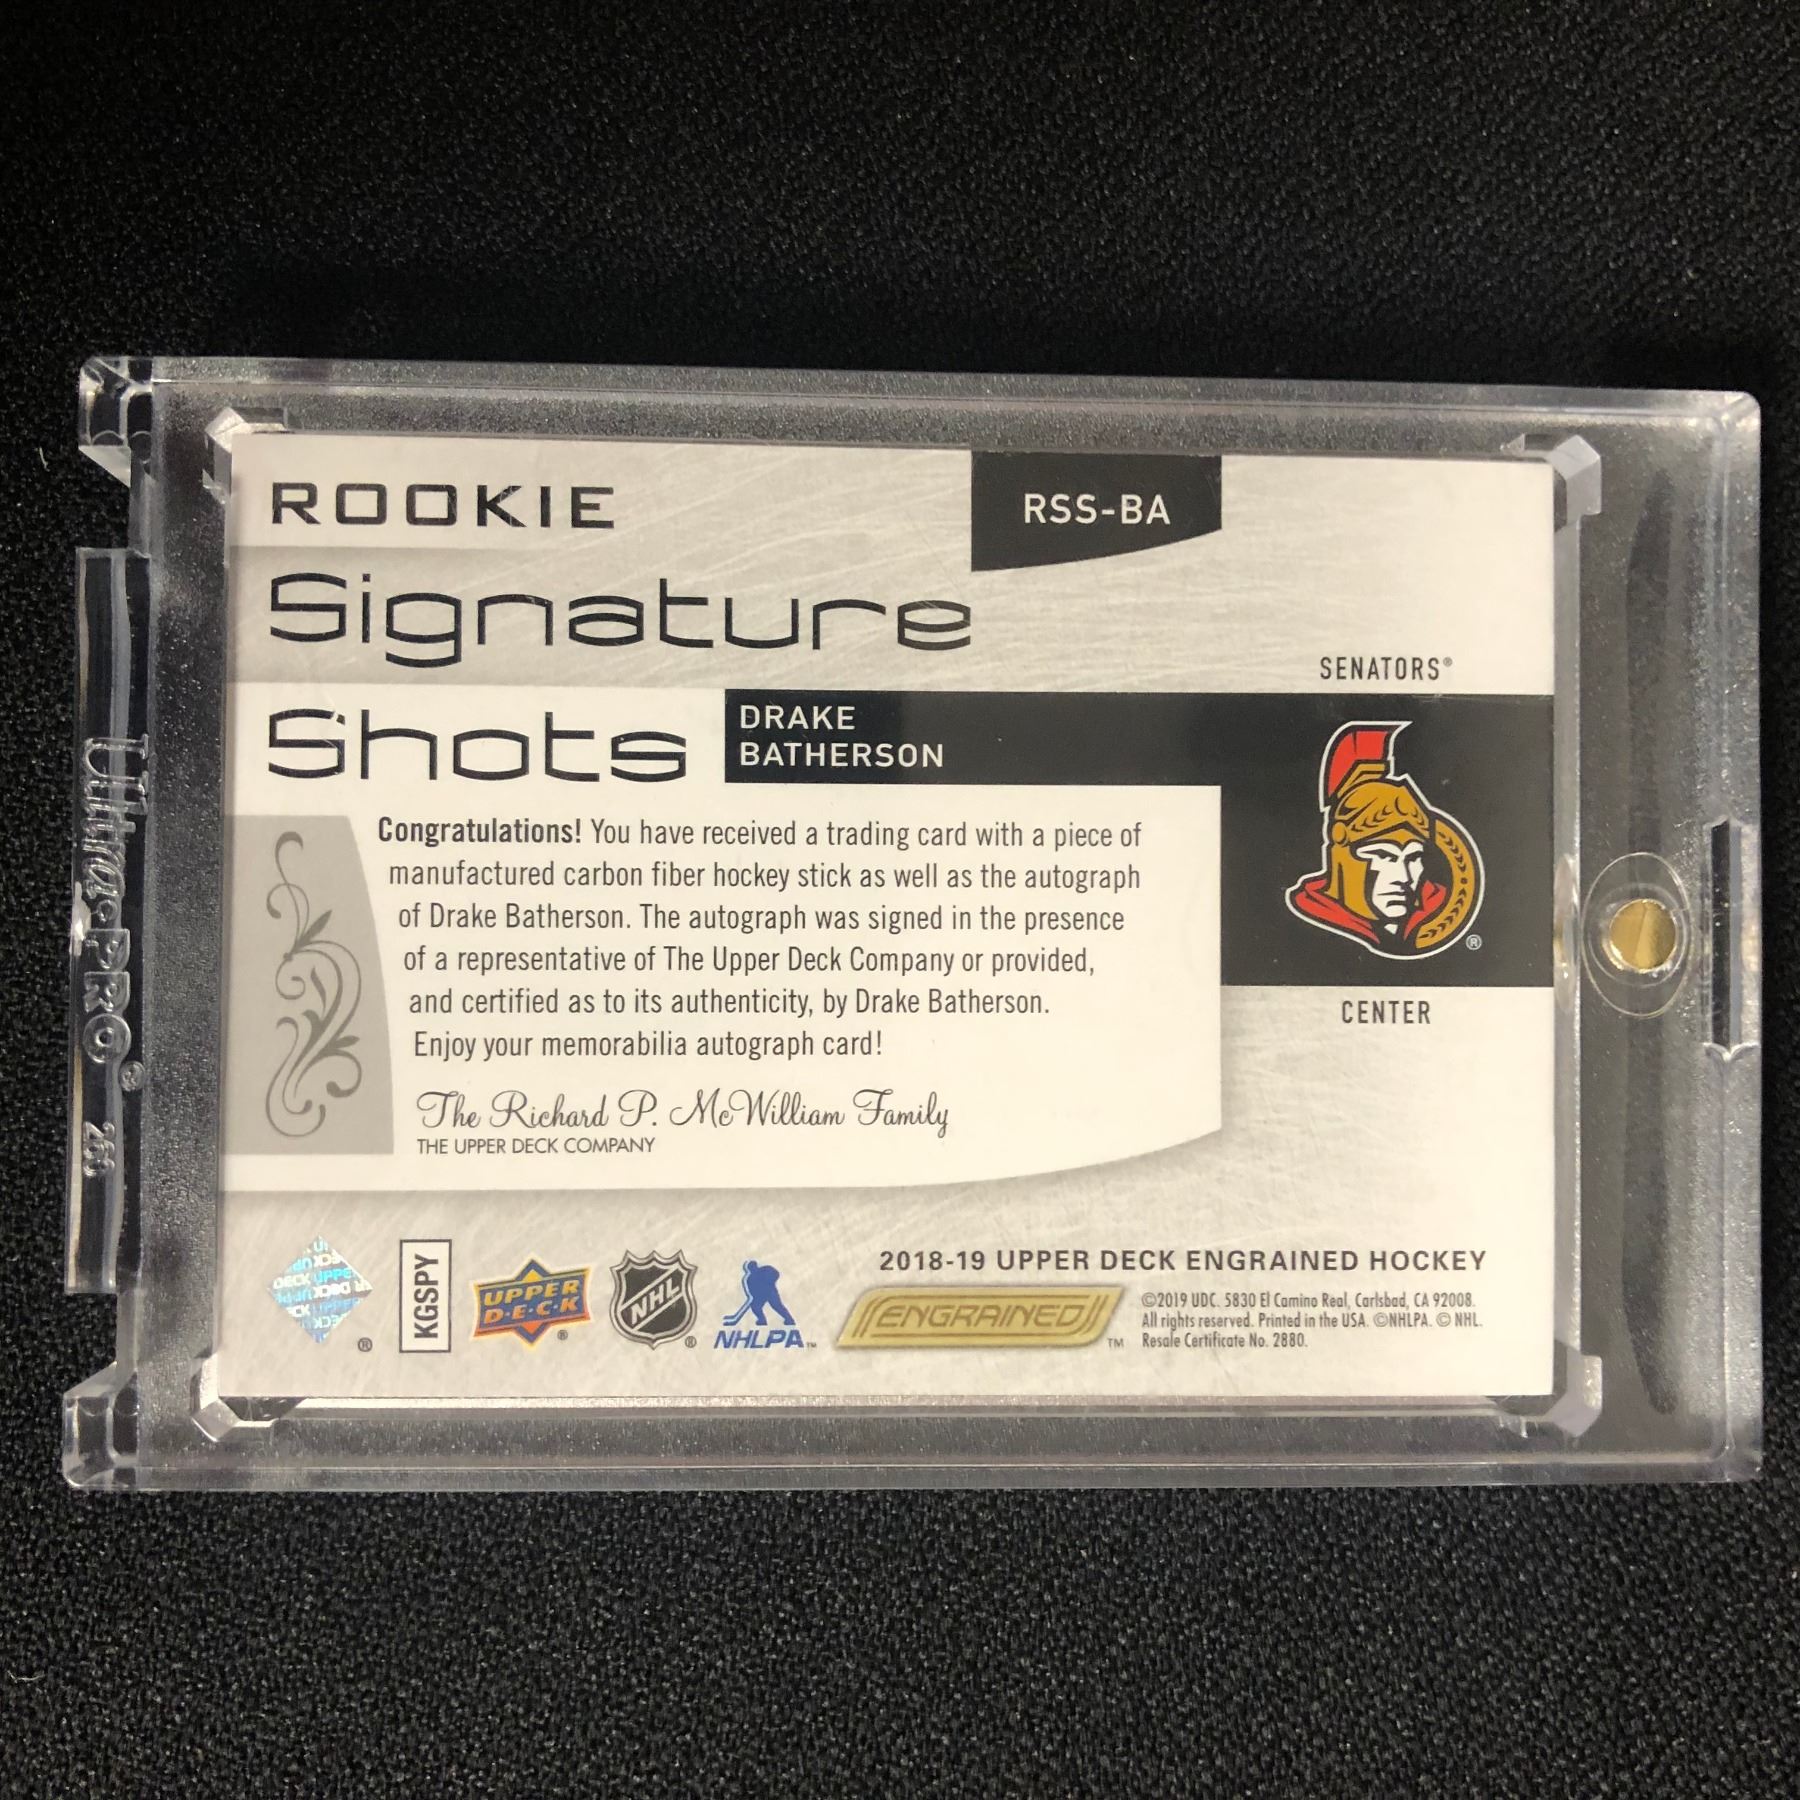 ROOKIE
RSS-BA
Signature
SENATORS®
Shots
DRAKE
BATHERSON
Congratulations! You have received a trading card with a piece of
manufactured carbon fiber hockey stick as well as the autograph
of Drake Batherson. The autograph was signed in the presence
of a representative of The Upper Deck Company or provided,
and certified as to its authenticity, by Drake Batherson.
Enjoy your memorabilia autograph card!
®
CENTER
The Richard P. McWilliam Family
THE UPPER DECK COMPANY
2018-19 UPPER DECK ENGRAINED HOCKEY
®
KGSPY
UPPER
D·E·C·K
®
NHL
®
NHLPA™
ENGRAINED
™
©2019 UDC. 5830 El Camino Real, Carlsbad, CA 92008.
All rights reserved. Printed in the USA. ©NHLPA. © NHL.
Resale Certificate No. 2880.
Ultra·PRO®